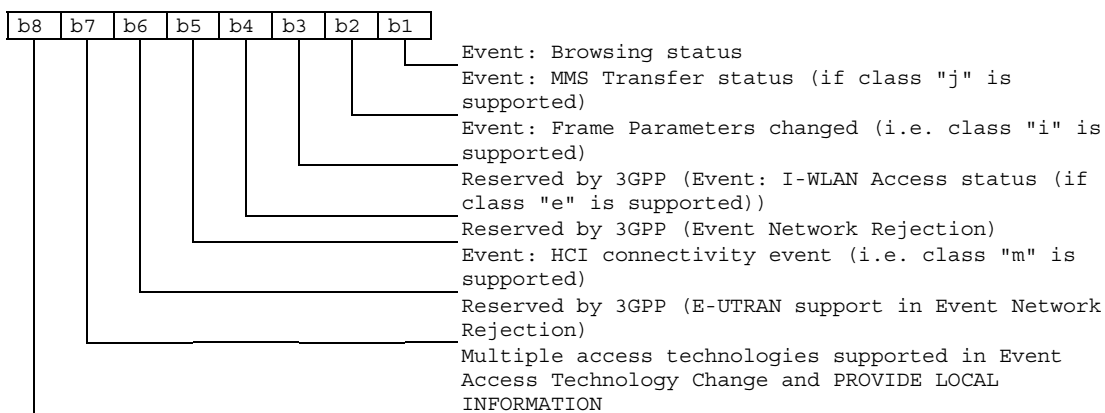 b8 b7 b6 b5 b4 b3 b2 b1
Event: Browsing status
Event: MMS Transfer status (if class "j" is
supported)
Event: Frame Parameters changed (i.e. class "i" is
supported)
Reserved by 3GPP (Event: I-WLAN Access status (if
class "e" is supported))
Reserved by 3GPP (Event Network Rejection)
Event: HCI connectivity event (i.e. class "m" is
supported)
Reserved by 3GPP (E-UTRAN support in Event Network
Rejection)
Multiple access technologies supported in Event
Access Technology Change and PROVIDE LOCAL
INFORMATION